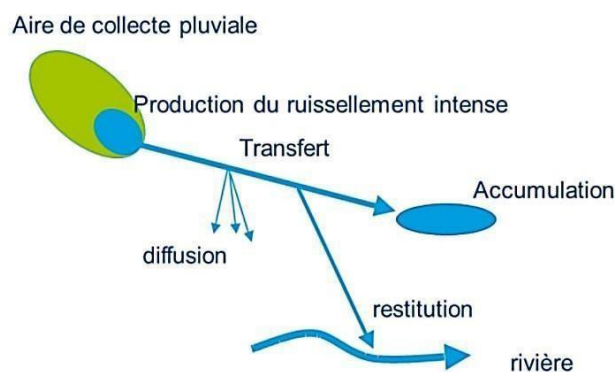 Aire de collecte pluviale
Production du ruissellement intense
Transfert
Accumulation
diffusion
restitution
rivière